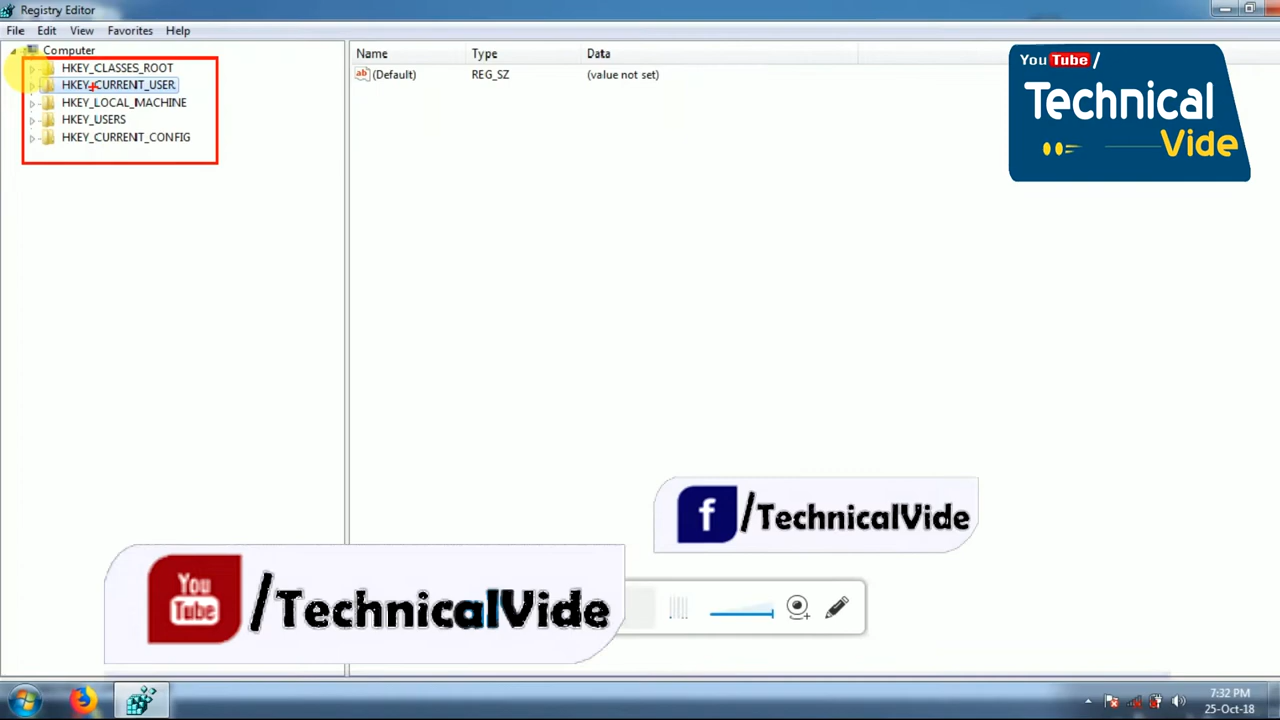 Registry Editor
File Edit View Favorites Help
Computer
HKEY_CLASSES_ROOT
HKEY_CURRENT_USER
HKEY_LOCAL_MACHINE
HKEY_USERS
HKEY_CURRENT_CONFIG
Name Type Data
ab (Default) REG_SZ (value not set)
You Tube /
Technical
Vide
f /TechnicalVide
You Tube /TechnicalVide
7:32 PM
25-Oct-18